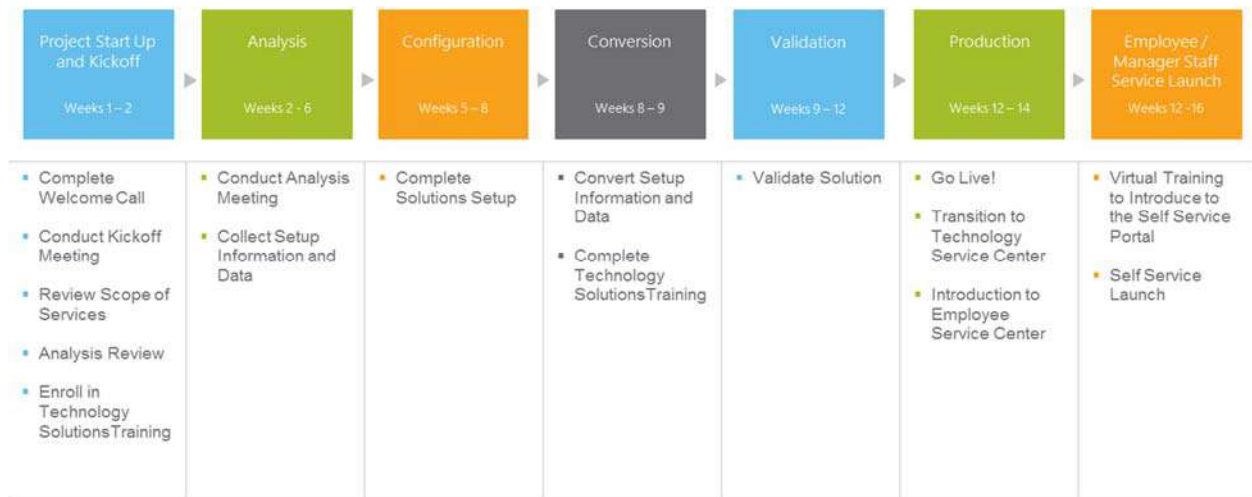 Project Start Up
and Kickoff
Weeks 1 – 2
Analysis
Weeks 2 - 6
Configuration
Weeks 5 – 8
Conversion
Weeks 8 – 9
Validation
Weeks 9 – 12
Production
Weeks 12 – 14
Employee /
Manager Staff
Service Launch
Weeks 12 -16
▪ Complete
Welcome Call
▪ Conduct Kickoff
Meeting
▪ Review Scope of
Services
▪ Analysis Review
▪ Enroll in
Technology
SolutionsTraining
▪ Conduct Analysis
Meeting
▪ Collect Setup
Information and
Data
▪ Complete
Solutions Setup
▪ Convert Setup
Information and
Data
▪ Complete
Technology
SolutionsTraining
▪ Validate Solution
▪ Go Live!
▪ Transition to
Technology
Service Center
▪ Introduction to
Employee
Service Center
▪ Virtual Training
to Introduce to
the Self Service
Portal
▪ Self Service
Launch